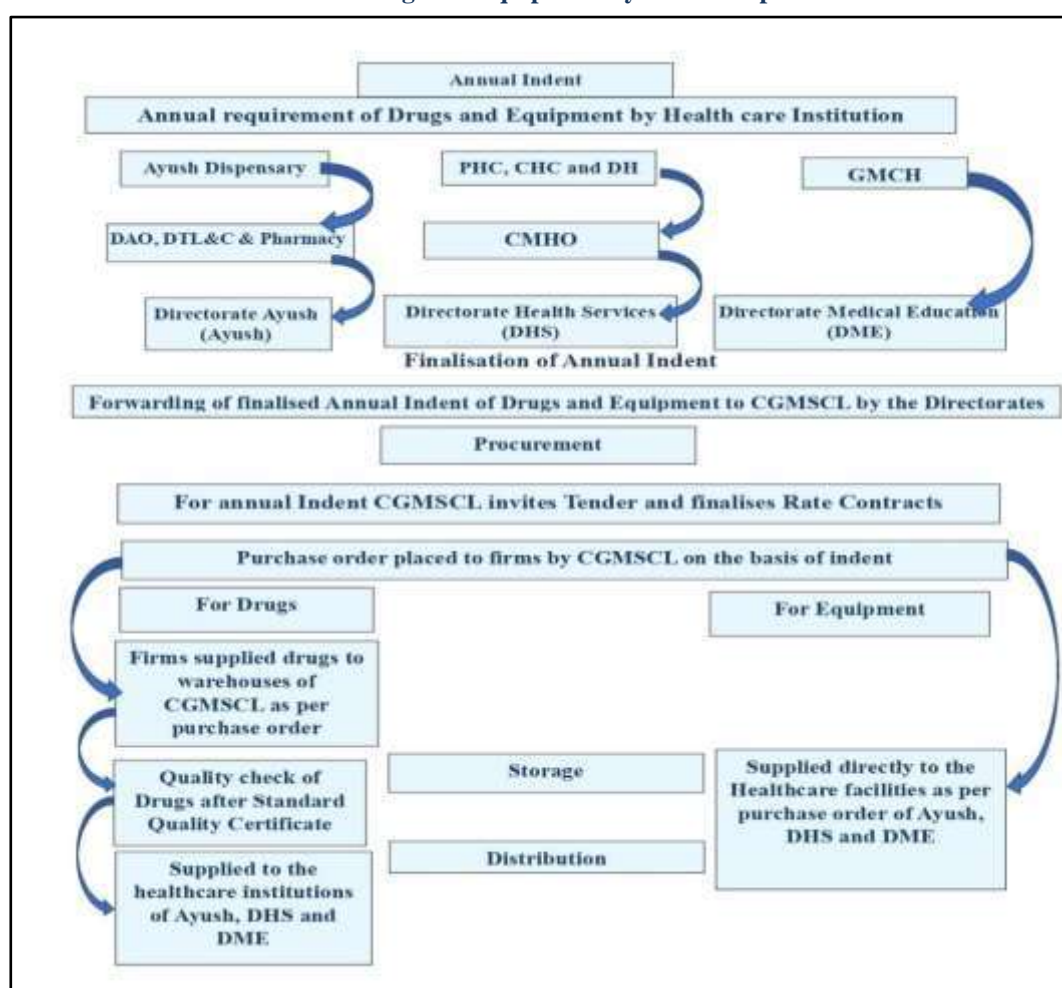 Annual Indent
Annual requirement of Drugs and Equipment by Health care Institution
Ayush Dispensary
PHC, CHC and DH
GMCH
DAO, DTL&C & Pharmacy
CMHO
Directorate Ayush
(Ayush)
Directorate Health Services
(DHS)
Directorate Medical Education
(DME)
Finalisation of Annual Indent
Forwarding of finalised Annual Indent of Drugs and Equipment to CGMSCL by the Directorates
Procurement
For annual Indent CGMSCL invites Tender and finalises Rate Contracts
Purchase order placed to firms by CGMSCL on the basis of indent
For Drugs
For Equipment
Firms supplied drugs to
warehouses of
CGMSCL as per
purchase order
Quality check of
Drugs after Standard
Quality Certificate
Supplied to the
healthcare institutions
of Ayush, DHS and
DME
Storage
Distribution
Supplied directly to the
Healthcare facilities as per
purchase order of Ayush,
DHS and DME